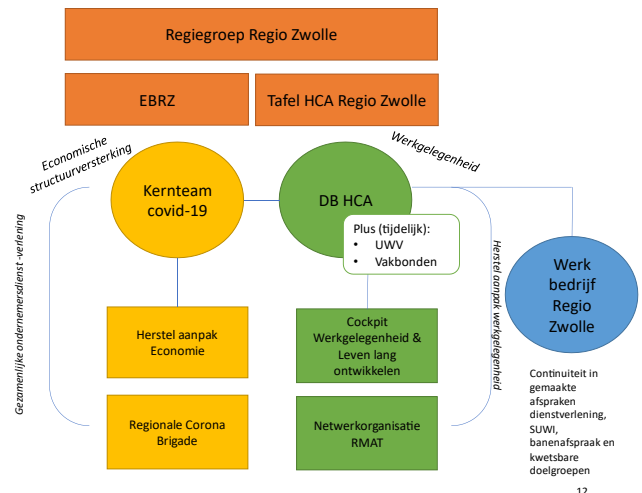 Regiegroep Regio Zwolle
EBRZ
Tafel HCA Regio Zwolle
Economische
structuurversterking
Werkgelegenheid
Kernteam
covid-19
DB HCA
Plus (tijdelijk):
• UWV
• Vakbonden
Gezamenlijke ondernemersdienst -verlening
Herstel aanpak werkgelegenheid
Werk
bedrijf
Regio
Zwolle
Herstel aanpak
Economie
Cockpit
Werkgelegenheid &
Leven lang
ontwikkelen
Regionale Corona
Brigade
Netwerkorganisatie
RMAT
Continuiteit in
gemaakte
afspraken
dienstverlening,
SUWI,
banenafspraak en
kwetsbare
doelgroepen
12